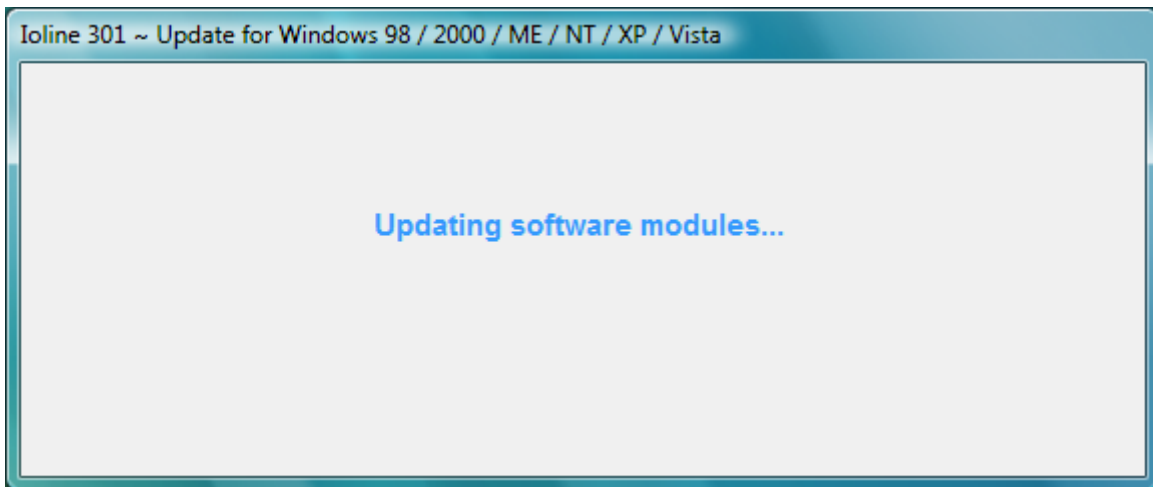 Ioline 301 ~ Update for Windows 98 / 2000 / ME / NT / XP / Vista
Updating software modules...